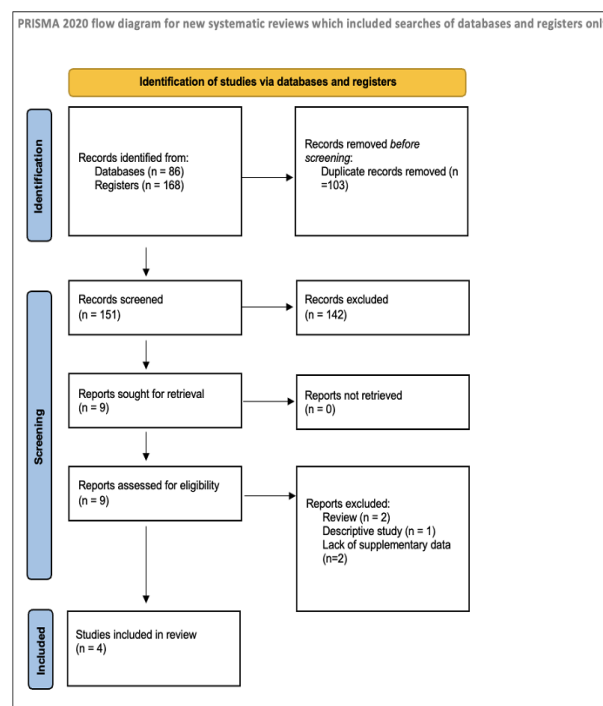 PRISMA 2020 flow diagram for new systematic reviews which included searches of databases and registers onl
Identification of studies via databases and registers
Identification
Records identified from:
Databases (n = 86)
Registers (n = 168)
Records removed before
screening:
Duplicate records removed (n
=103)
Screening
Records screened
(n = 151)
Records excluded
(n = 142)
Reports sought for retrieval
(n = 9)
Reports not retrieved
(n = 0)
Reports assessed for eligibility
(n = 9)
Reports excluded:
Review (n = 2)
Descriptive study (n = 1)
Lack of supplementary data
(n=2)
Included
Studies included in review
(n = 4)